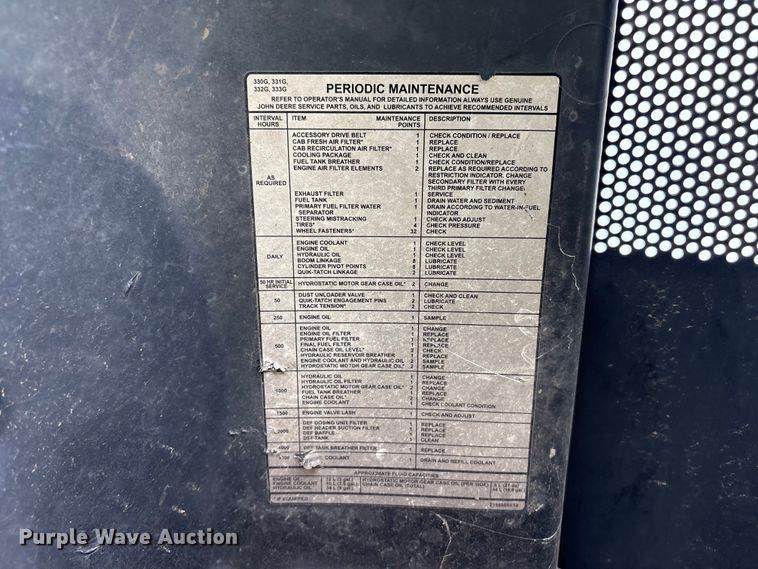 330G, 331G,
332G, 333G
PERIODIC MAINTENANCE
REFER TO OPERATOR'S MANUAL FOR DETAILED INFORMATION ALWAYS USE GENUINE
JOHN DEERE SERVICE PARTS, OILS, AND LUBRICANTS TO ACHIEVE RECOMMENDED INTERVALS
INTERVAL HOURS ITEM MAINTENANCE POINTS DESCRIPTION
AS REQUIRED
ACCESSORY DRIVE BELT 1 CHECK CONDITION / REPLACE
CAB FRESH AIR FILTER* 1 REPLACE
CAB RECIRCULATION AIR FILTER* 1 REPLACE
COOLING PACKAGE 1 CHECK AND CLEAN
FUEL TANK BREATHER 1 CHECK CONDITION/REPLACE
ENGINE AIR FILTER ELEMENTS 2 REPLACE AS REQUIRED ACCORDING TO
RESTRICTION INDICATOR. CHANGE
SECONDARY FILTER WITH EVERY
THIRD PRIMARY FILTER CHANGE.
EXHAUST FILTER 1 SERVICE
FUEL TANK 1 DRAIN WATER AND SEDIMENT
PRIMARY FUEL FILTER WATER 1 DRAIN ACCORDING TO WATER-IN-FUEL
SEPARATOR INDICATOR
STEERING MISTRACKING 1 CHECK AND ADJUST
TIRES* 4 CHECK PRESSURE
WHEEL FASTENERS* 32 CHECK
DAILY
ENGINE COOLANT 1 CHECK LEVEL
ENGINE OIL 1 CHECK LEVEL
HYDRAULIC OIL 1 CHECK LEVEL
BOOM LINKAGE 8 LUBRICATE
CYLINDER PIVOT POINTS 8 LUBRICATE
QUIK-TATCH LINKAGE 2 LUBRICATE
50 HR INITIAL SERVICE HYDROSTATIC MOTOR GEAR CASE OIL* 2 CHANGE
50
DUST UNLOADER VALVE 1 CHECK AND CLEAN
QUIK-TATCH ENGAGEMENT PINS 2 LUBRICATE
TRACK TENSION* 2 CHECK
250 ENGINE OIL 1 SAMPLE
500
ENGINE OIL 1 CHANGE
ENGINE OIL FILTER 1 REPLACE
PRIMARY FUEL FILTER 1 REPLACE
FINAL FUEL FILTER 1 REPLACE
CHAIN CASE OIL LEVEL* 2 CHECK
HYDRAULIC RESERVOIR BREATHER 1 REPLACE
ENGINE COOLANT AND HYDRAULIC OIL 2 SAMPLE
HYDROSTATIC MOTOR GEAR CASE OIL* 2 SAMPLE
1000
HYDRAULIC OIL 1 CHANGE
HYDRAULIC OIL FILTER 1 REPLACE
HYDROSTATIC MOTOR GEAR CASE OIL* 2 CHANGE
FUEL TANK BREATHER 1 REPLACE
CHAIN CASE OIL* CHANGE
ENGINE COOLANT 1 CHECK COOLANT CONDITION
1500 ENGINE VALVE LASH 1 CHECK AND ADJUST
DEF DOSING UNIT FILTER 1 REPLACE
DEF HEADER SUCTION FILTER 1 REPLACE
DEF BAFFLE 1 REPLACE
DEF TANK 1 CLEAN
DEF TANK BREATHER FILTER 1 REPLACE
COOLANT 1 DRAIN AND REFILL COOLANT
APPROXIMATE FLUID CAPACITIES
ENGINE OIL
ENGINE COOLANT
HYDRAULIC OIL
HYDROSTATIC MOTOR GEAR CASE OIL (PER SIDE)
CHAIN CASE OIL (TOTAL)
* IF EQUIPPED
Purple Wave Auction